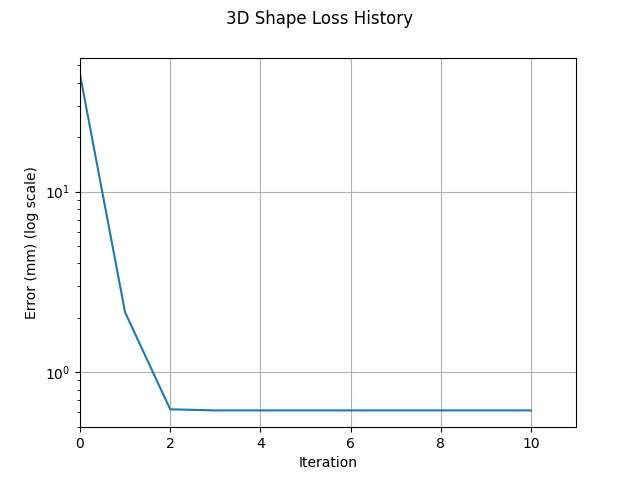 3D Shape Loss History
Error (mm) (log scale)
10¹
10⁰
0 2 4 6 8 10
Iteration